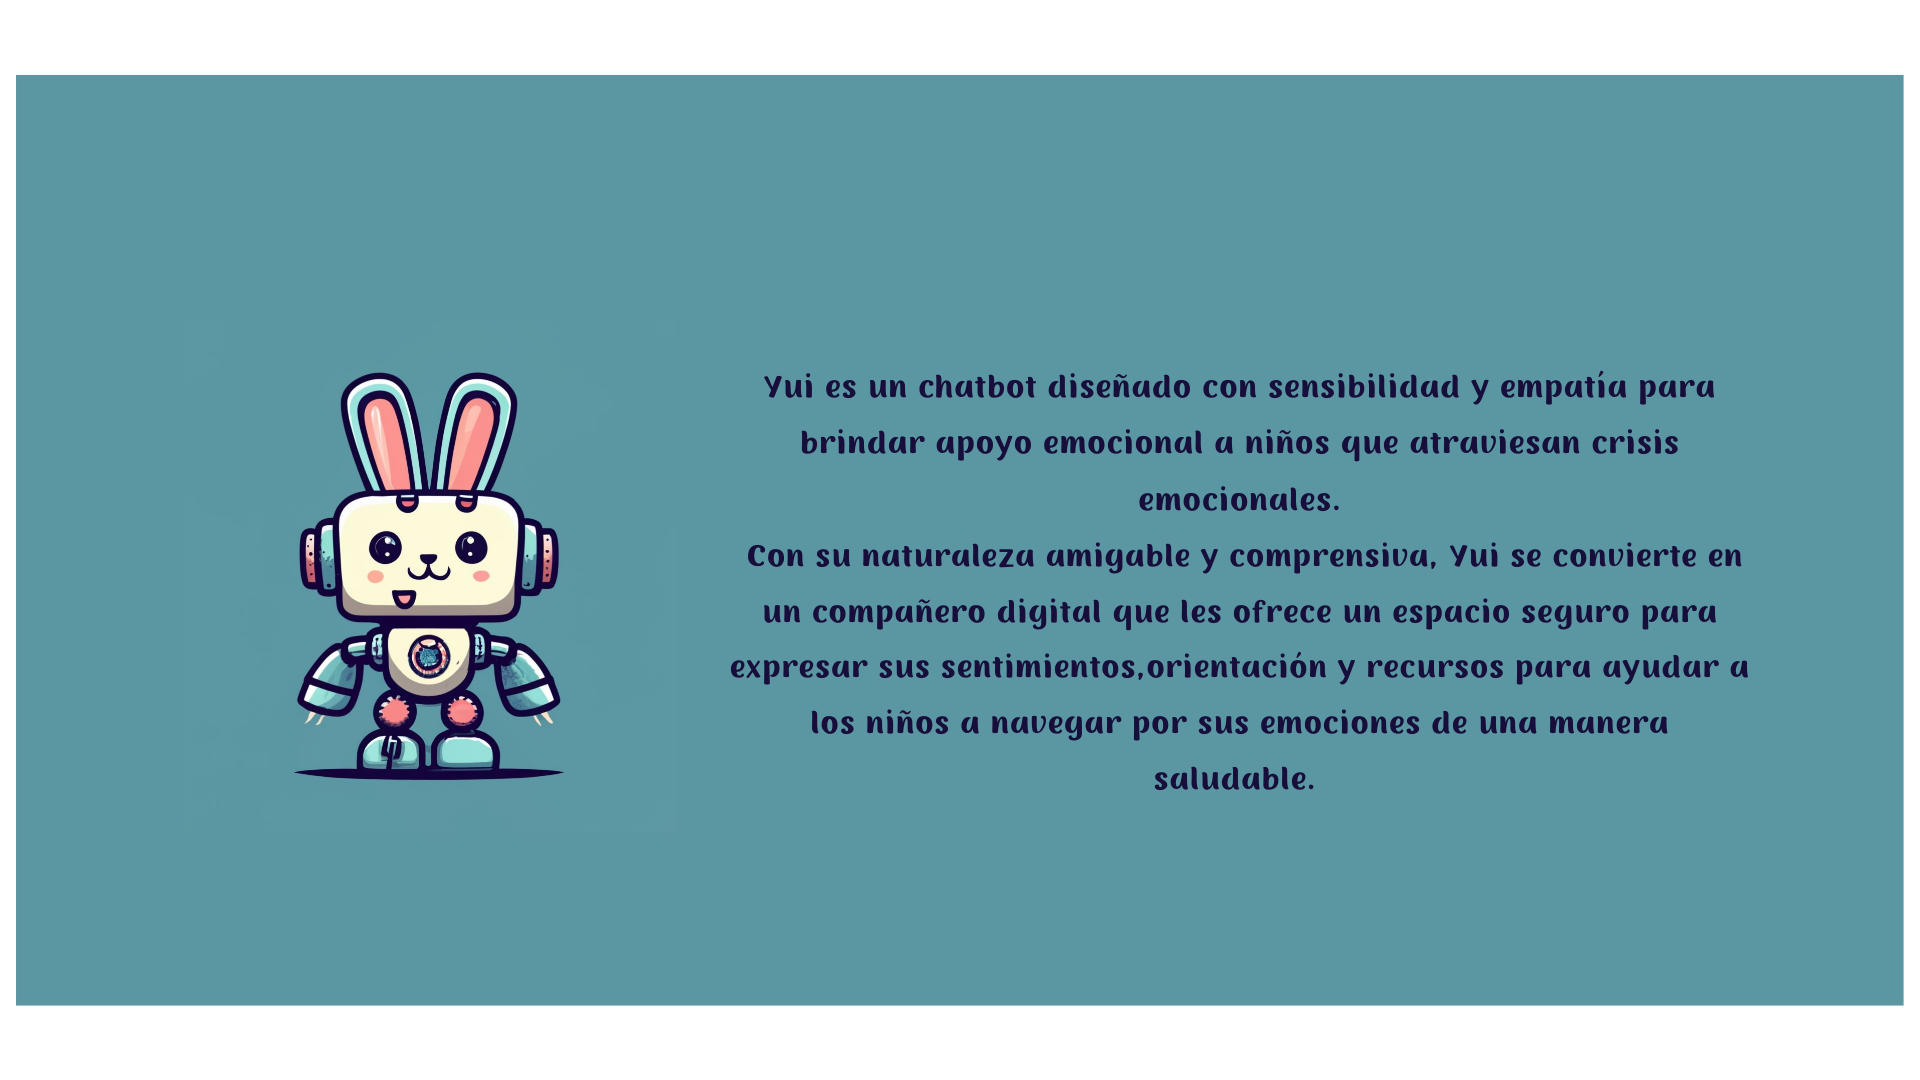 Yui es un chatbot diseñado con sensibilidad y empatía para
brindar apoyo emocional a niños que atraviesan crisis
emocionales.
Con su naturaleza amigable y comprensiva, Yui se convierte en
un compañero digital que les ofrece un espacio seguro para
expresar sus sentimientos,orientación y recursos para ayudar a
los niños a navegar por sus emociones de una manera
saludable.